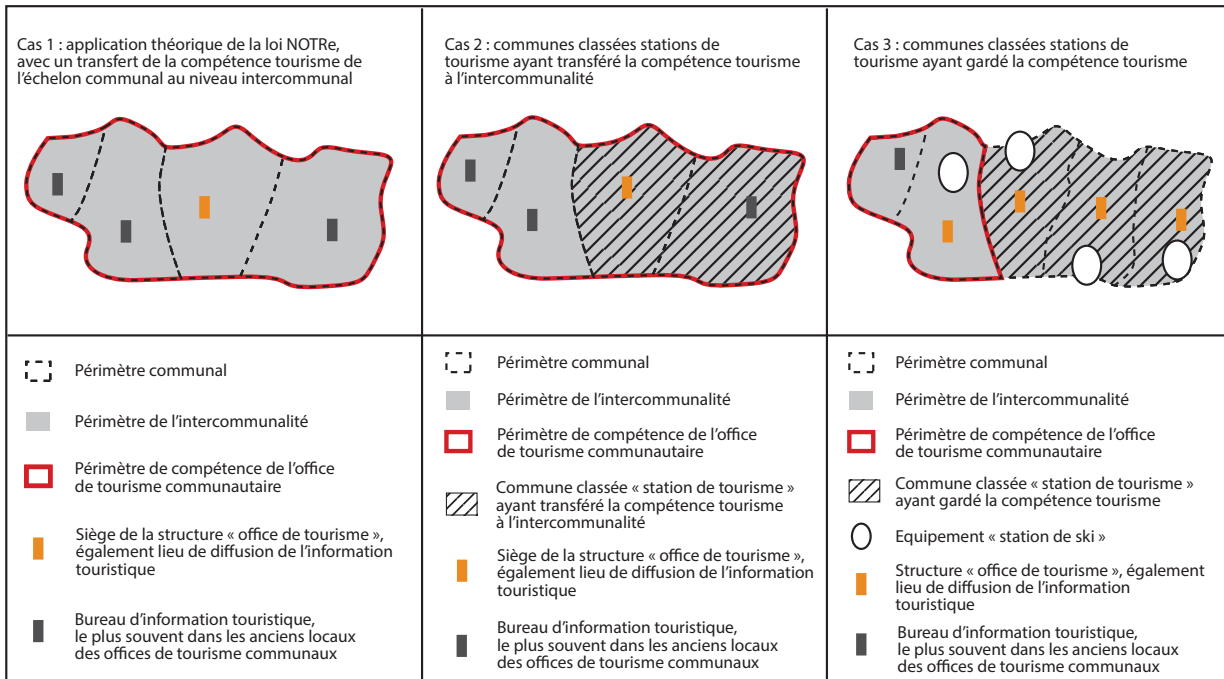 Cas 1 : application théorique de la loi NOTRe,
avec un transfert de la compétence tourisme de
l'échelon communal au niveau intercommunal
Cas 2 : communes classées stations de
tourisme ayant transféré la compétence tourisme
à l'intercommunalité
Cas 3 : communes classées stations de
tourisme ayant gardé la compétence tourisme
Périmètre communal
Périmètre de l'intercommunalité
Périmètre de compétence de l'office
de tourisme communautaire
Siège de la structure « office de tourisme »,
également lieu de diffusion de l'information
touristique
Bureau d'information touristique,
le plus souvent dans les anciens locaux
des offices de tourisme communaux
Périmètre communal
Périmètre de l'intercommunalité
Périmètre de compétence de l'office
de tourisme communautaire
Commune classée « station de tourisme »
ayant transféré la compétence tourisme
à l'intercommunalité
Siège de la structure « office de tourisme »,
également lieu de diffusion de l'information
touristique
Bureau d'information touristique,
le plus souvent dans les anciens locaux
des offices de tourisme communaux
Périmètre communal
Périmètre de l'intercommunalité
Périmètre de compétence de l'office
de tourisme communautaire
Commune classée « station de tourisme »
ayant gardé la compétence tourisme
Equipement « station de ski »
Structure « office de tourisme », également
lieu de diffusion de l'information
touristique
Bureau d'information touristique,
le plus souvent dans les anciens locaux
des offices de tourisme communaux